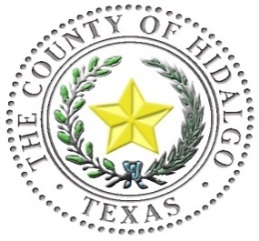 THE COUNTY OF HIDALGO
· TEXAS ·